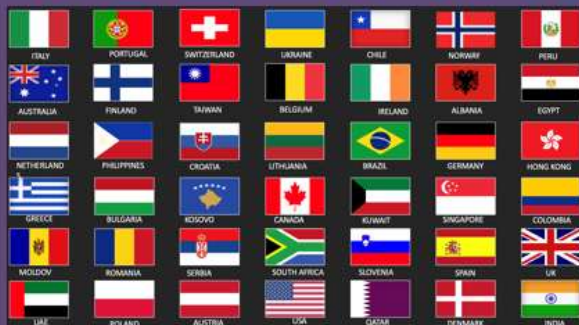 ITALY PORTUGAL SWITZERLAND UKRAINE CHILE NORWAY PERU
AUSTRALIA FINLAND TAIWAN BELGIUM IRELAND ALBANIA EGYPT
NETHERLAND PHILIPPINES CROATIA LITHUANIA BRAZIL GERMANY HONG KONG
GREECE BULGARIA KOSOVO CANADA KUWAIT SINGAPORE COLOMBIA
MOLDOV ROMANIA SERBIA SOUTH AFRICA SLOVENIA SPAIN UK
UAE POLAND AUSTRIA USA QATAR DENMARK INDIA